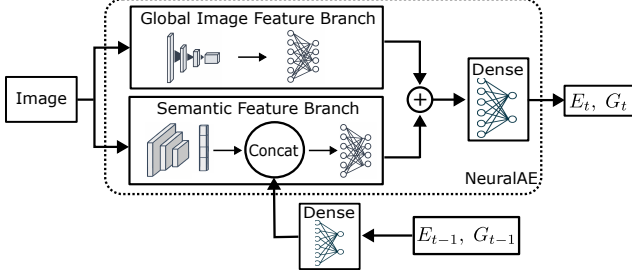 Global Image Feature Branch
Image
Semantic Feature Branch
Concat
+
Dense
E_t, G_t
NeuralAE
Dense
E_{t−1}, G_{t−1}